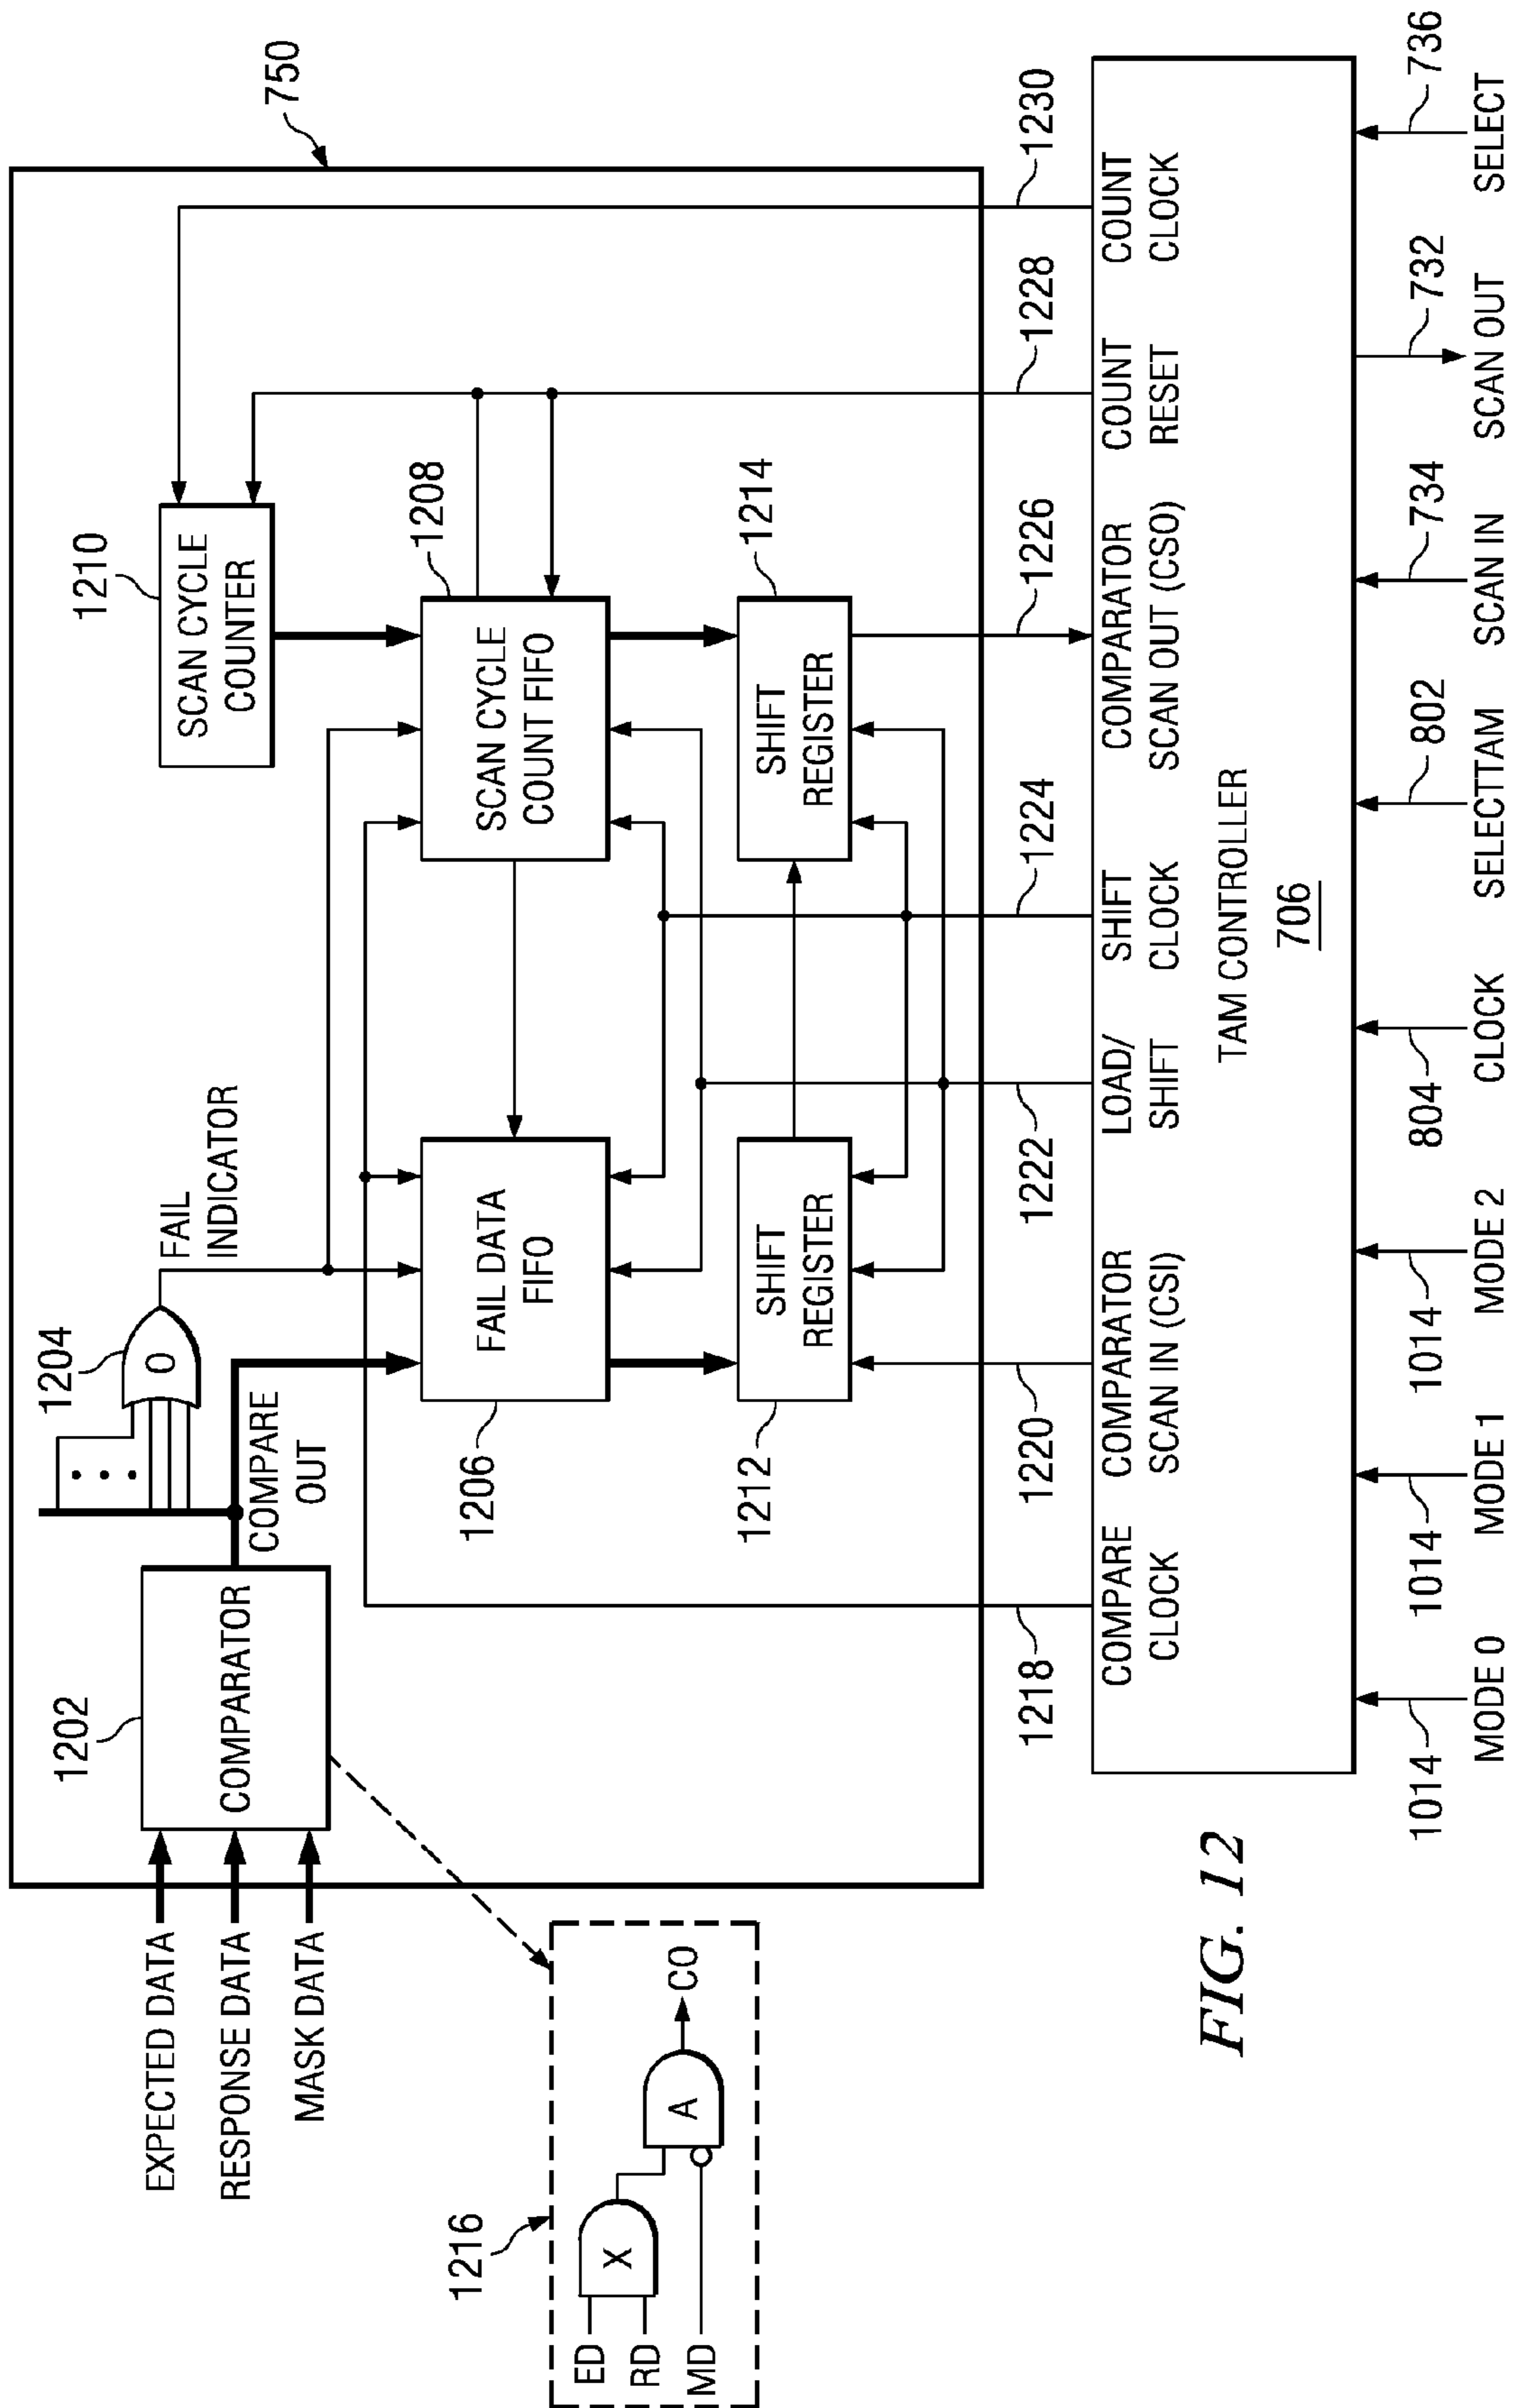 750
1202
COMPARATOR
EXPECTED DATA
RESPONSE DATA
MASK DATA
COMPARE
OUT
1204
O
FAIL
INDICATOR
1210
SCAN CYCLE
COUNTER
1206
FAIL DATA
FIFO
1208
SCAN CYCLE
COUNT FIFO
1212
SHIFT
REGISTER
1214
SHIFT
REGISTER
1216
ED
RD
MD
X
A
CO
1218
1220
1222
1224
1226
1228
1230
COMPARE
CLOCK
COMPARATOR
SCAN IN (CSI)
LOAD/
SHIFT
SHIFT
CLOCK
COMPARATOR
SCAN OUT (CSO)
COUNT
RESET
COUNT
CLOCK
TAM CONTROLLER
706
1014
1014
1014
804
802
734
732
736
MODE 0
MODE 1
MODE 2
CLOCK
SELECTTAM
SCAN IN
SCAN OUT
SELECT
FIG. 12